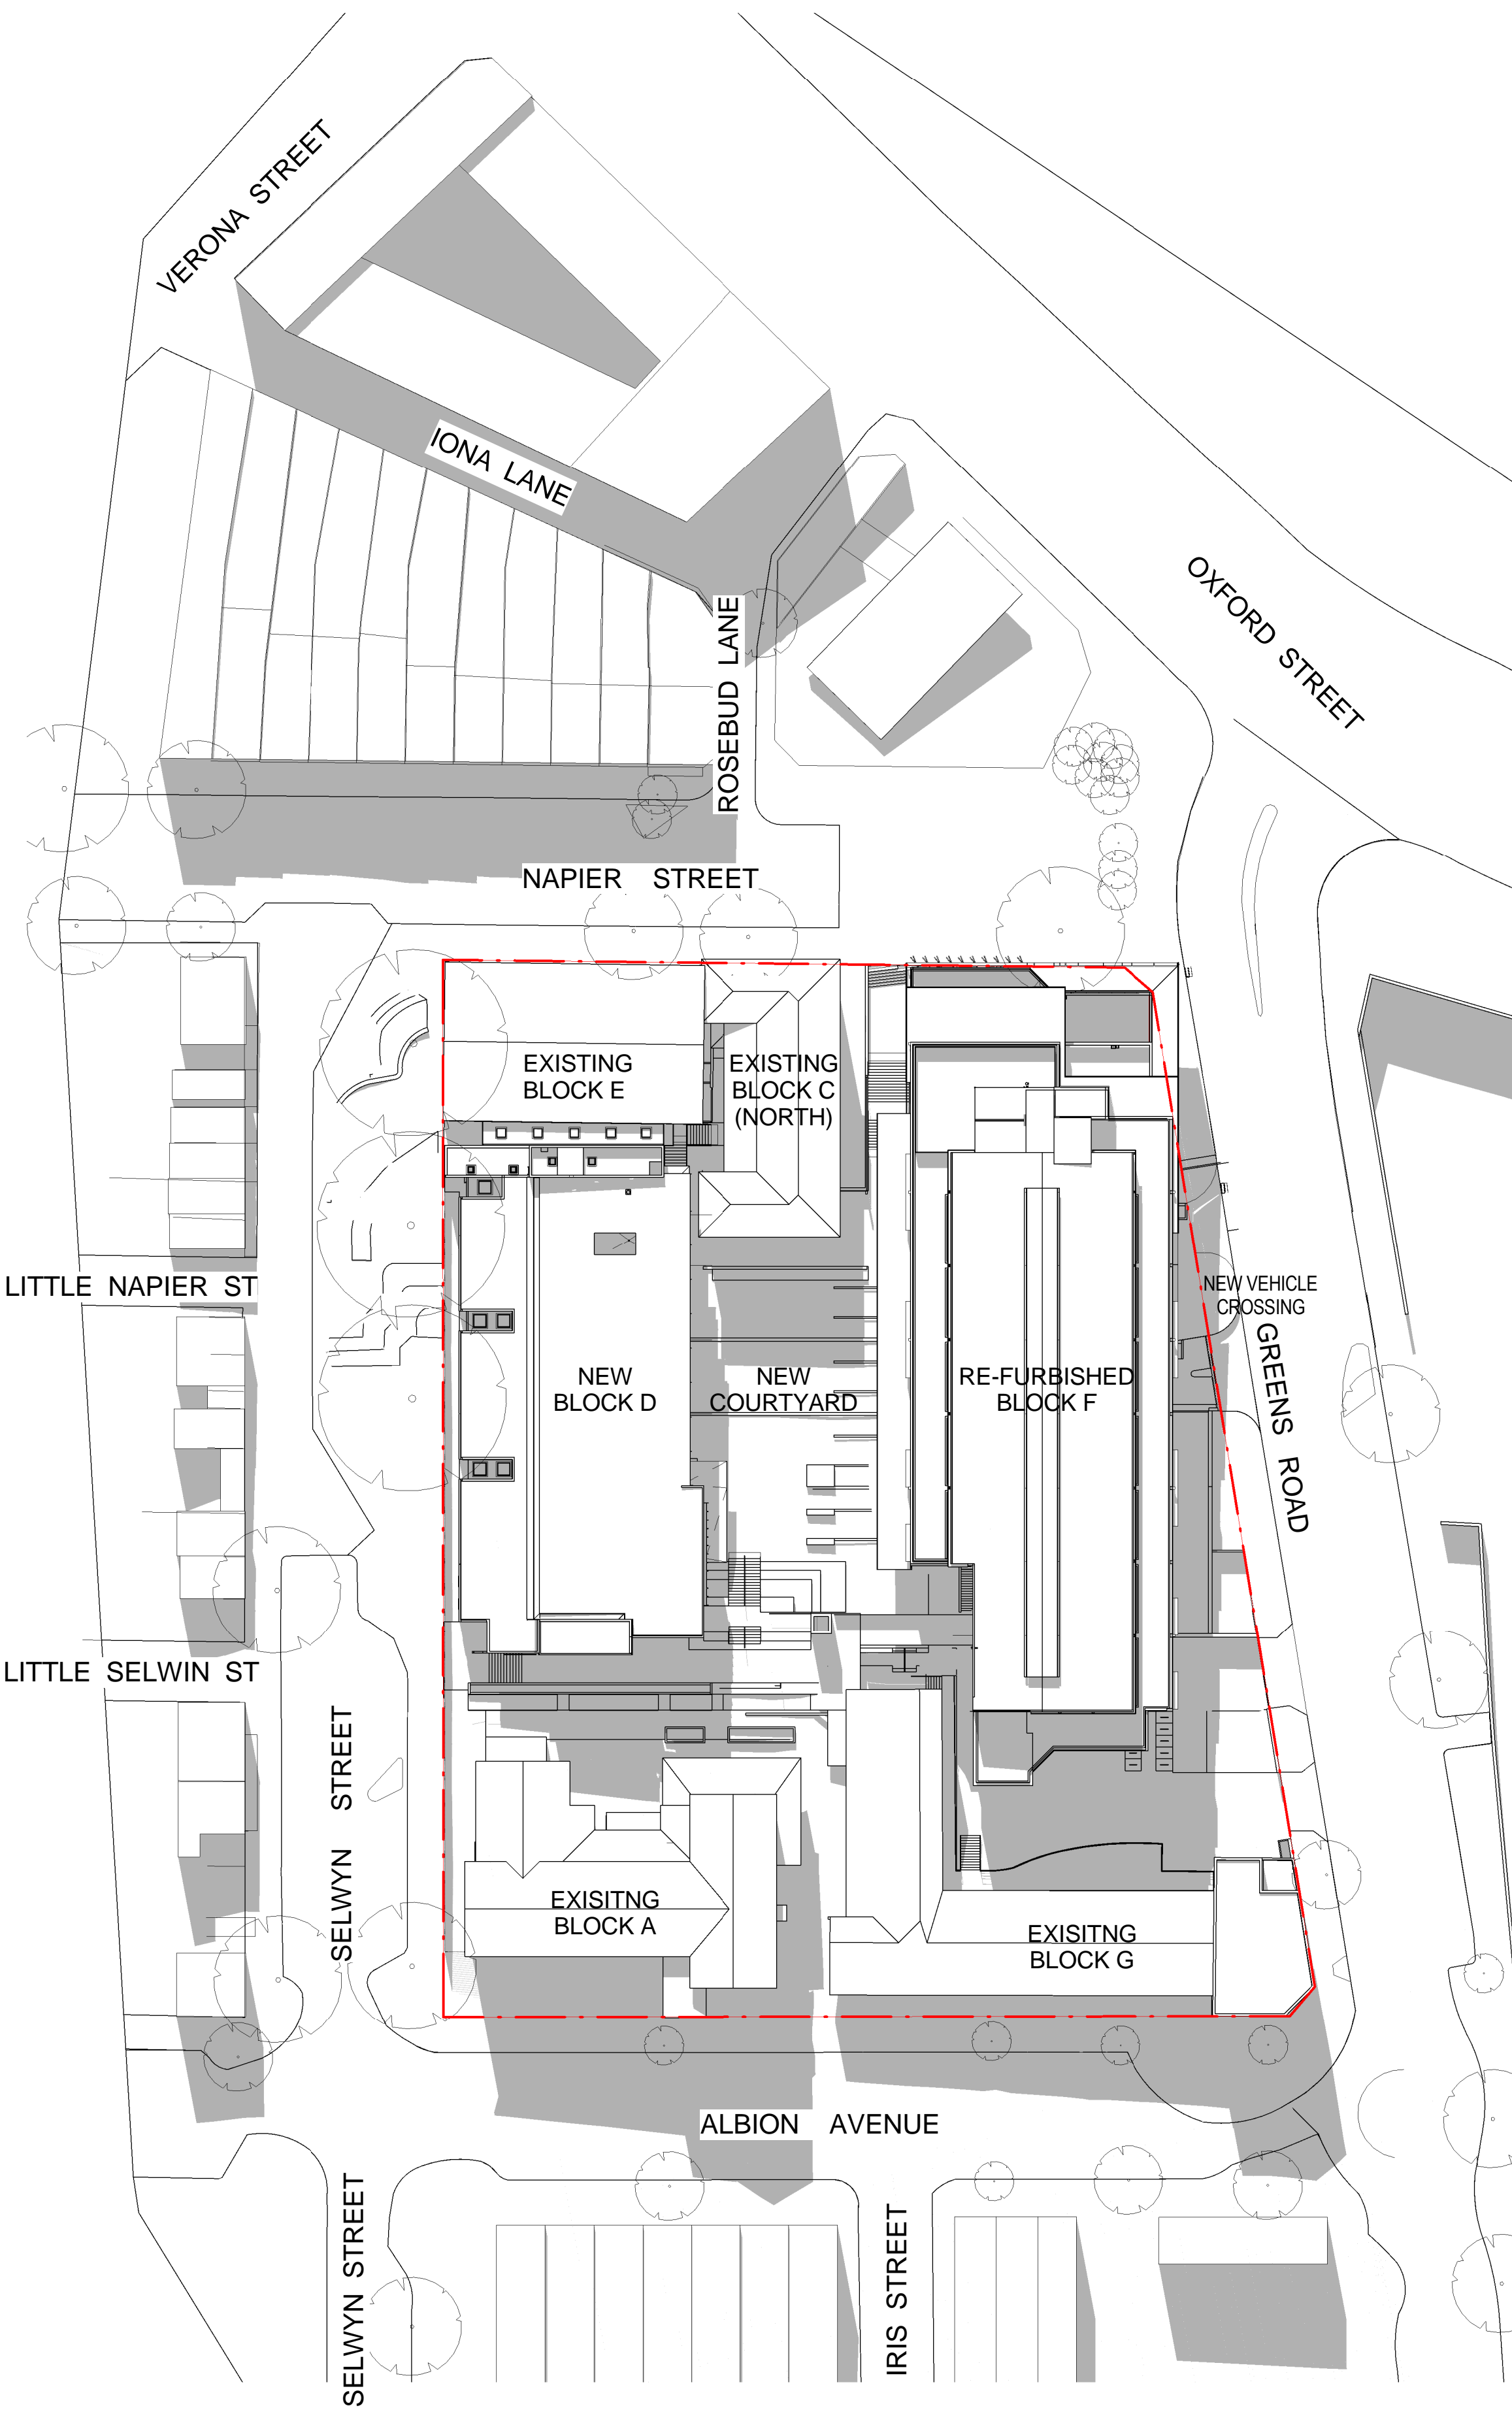 VERONA STREET
IONA LANE
OXFORD STREET
ROSEBUD LANE
NAPIER STREET
EXISTING
BLOCK E
EXISTING
BLOCK C
(NORTH)
LITTLE NAPIER ST
NEW VEHICLE
CROSSING
NEW
BLOCK D
NEW
COURTYARD
RE-FURBISHED
BLOCK F
GREENS ROAD
LITTLE SELWIN ST
SELWYN STREET
EXISITNG
BLOCK A
EXISITNG
BLOCK G
ALBION AVENUE
SELWYN STREET
IRIS STREET